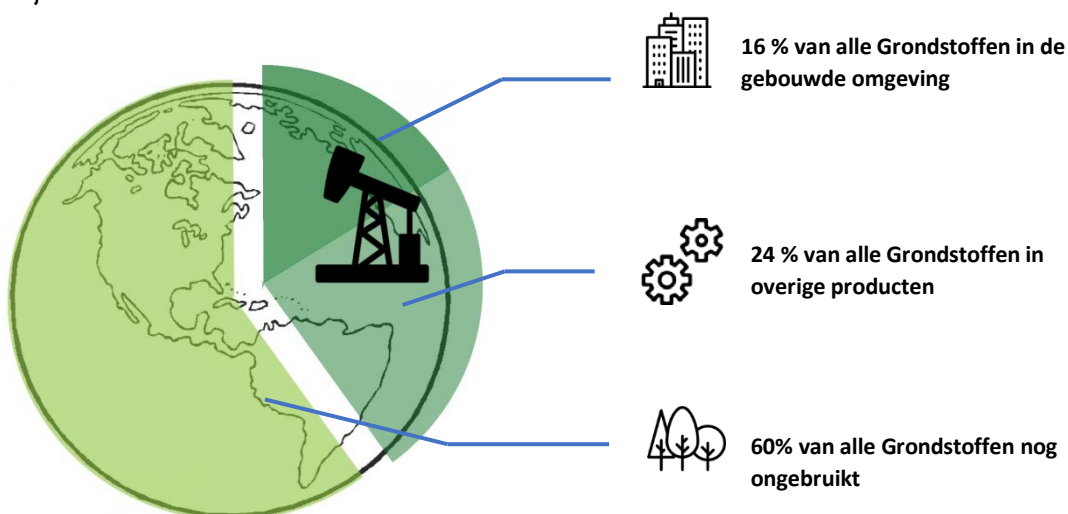 16 % van alle Grondstoffen in de
gebouwde omgeving
24 % van alle Grondstoffen in
overige producten
60% van alle Grondstoffen nog
ongebruikt